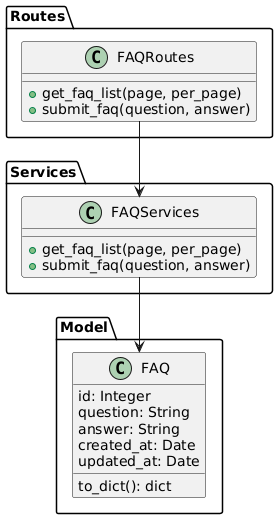 Routes
C FAQRoutes
get_faq_list(page, per_page)
submit_faq(question, answer)
Services
C FAQServices
get_faq_list(page, per_page)
submit_faq(question, answer)
Model
C FAQ
id: Integer
question: String
answer: String
created_at: Date
updated_at: Date
to_dict(): dict